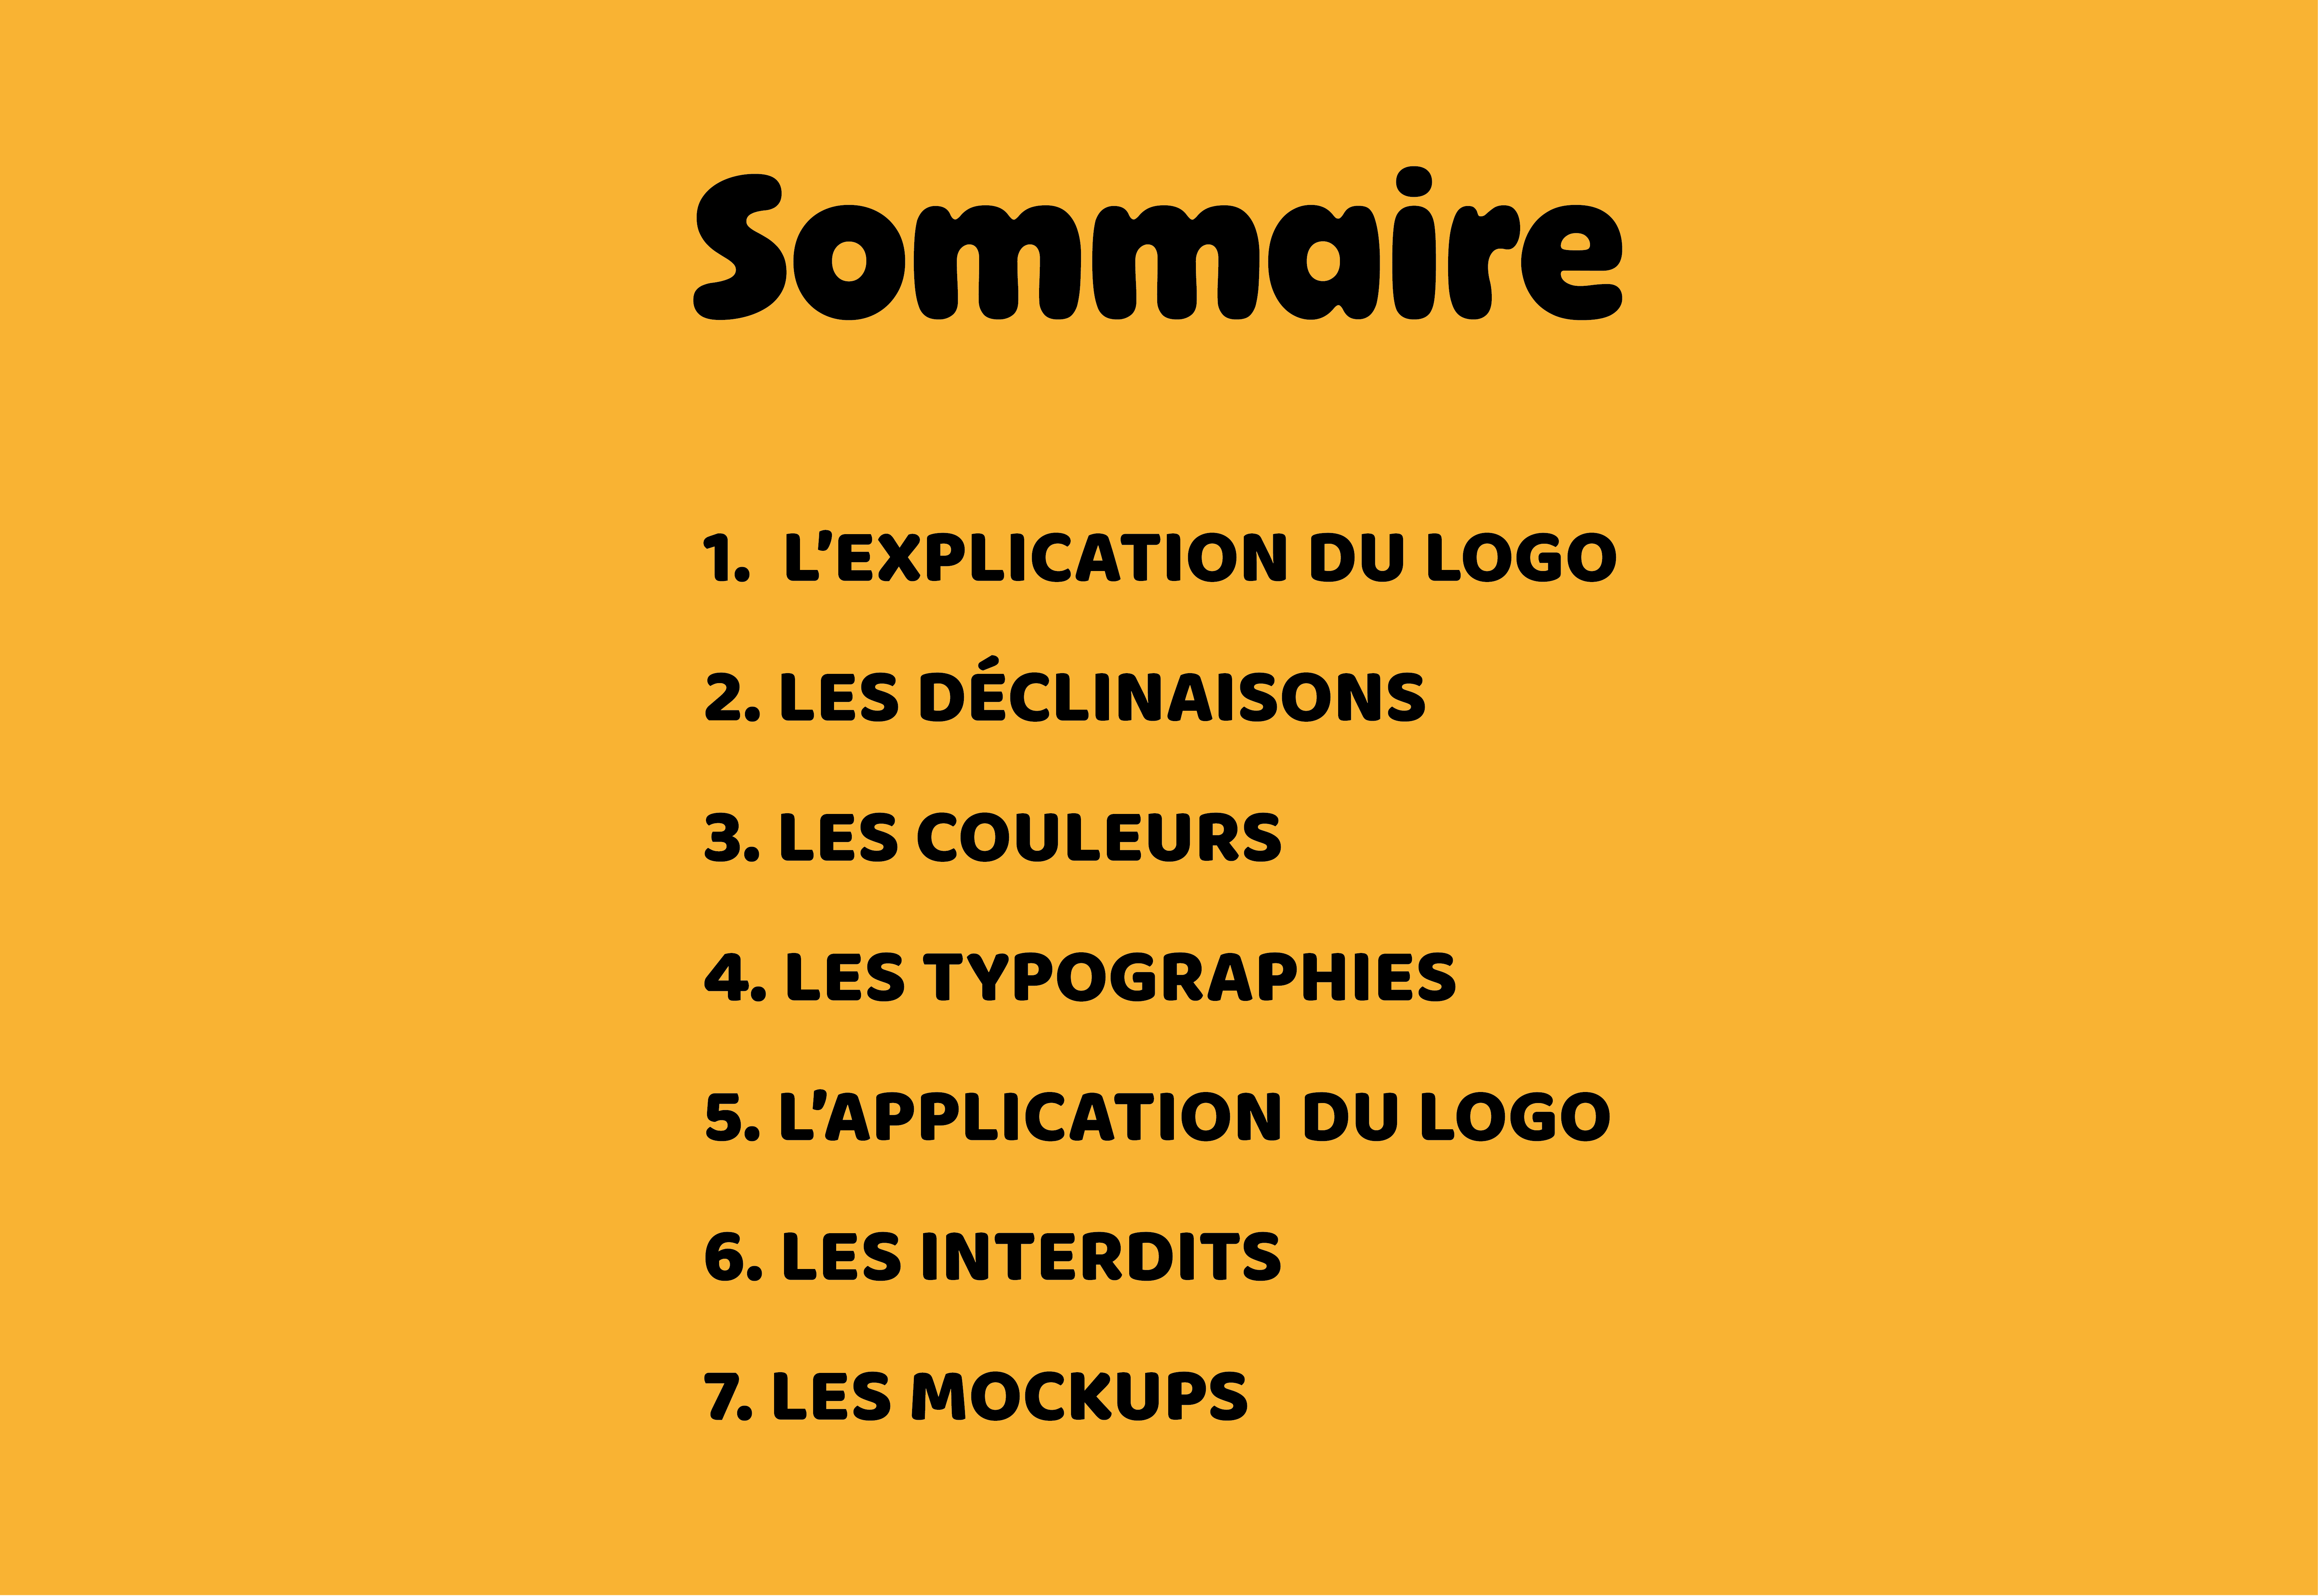 Sommaire
1. L'EXPLICATION DU LOGO
2. LES DÉCLINAISONS
3. LES COULEURS
4. LES TYPOGRAPHIES
5. L'APPLICATION DU LOGO
6. LES INTERDITS
7. LES MOCKUPS